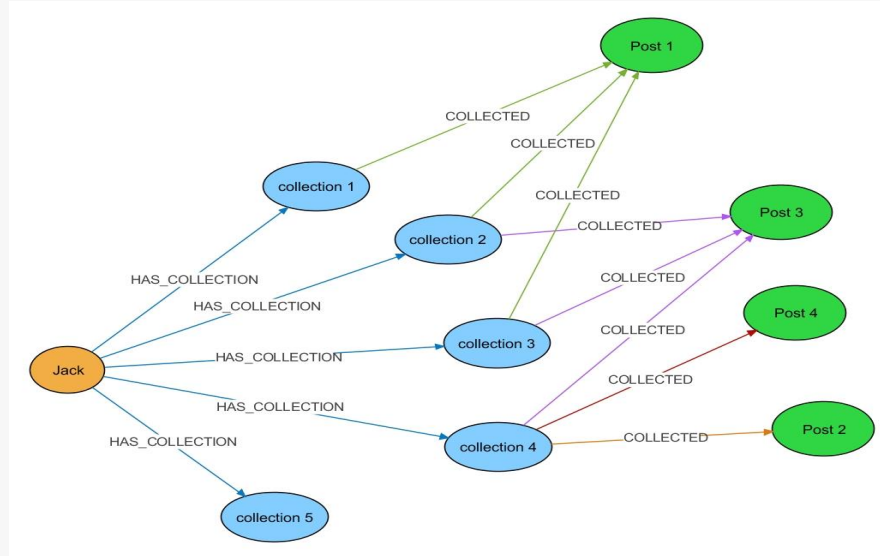 Post 1
COLLECTED
COLLECTED
collection 1
COLLECTED
Post 3
COLLECTED
collection 2
HAS_COLLECTION
COLLECTED
HAS_COLLECTION
Post 4
COLLECTED
collection 3
HAS_COLLECTION
Jack
COLLECTED
HAS_COLLECTION
Post 2
COLLECTED
HAS_COLLECTION
collection 4
collection 5